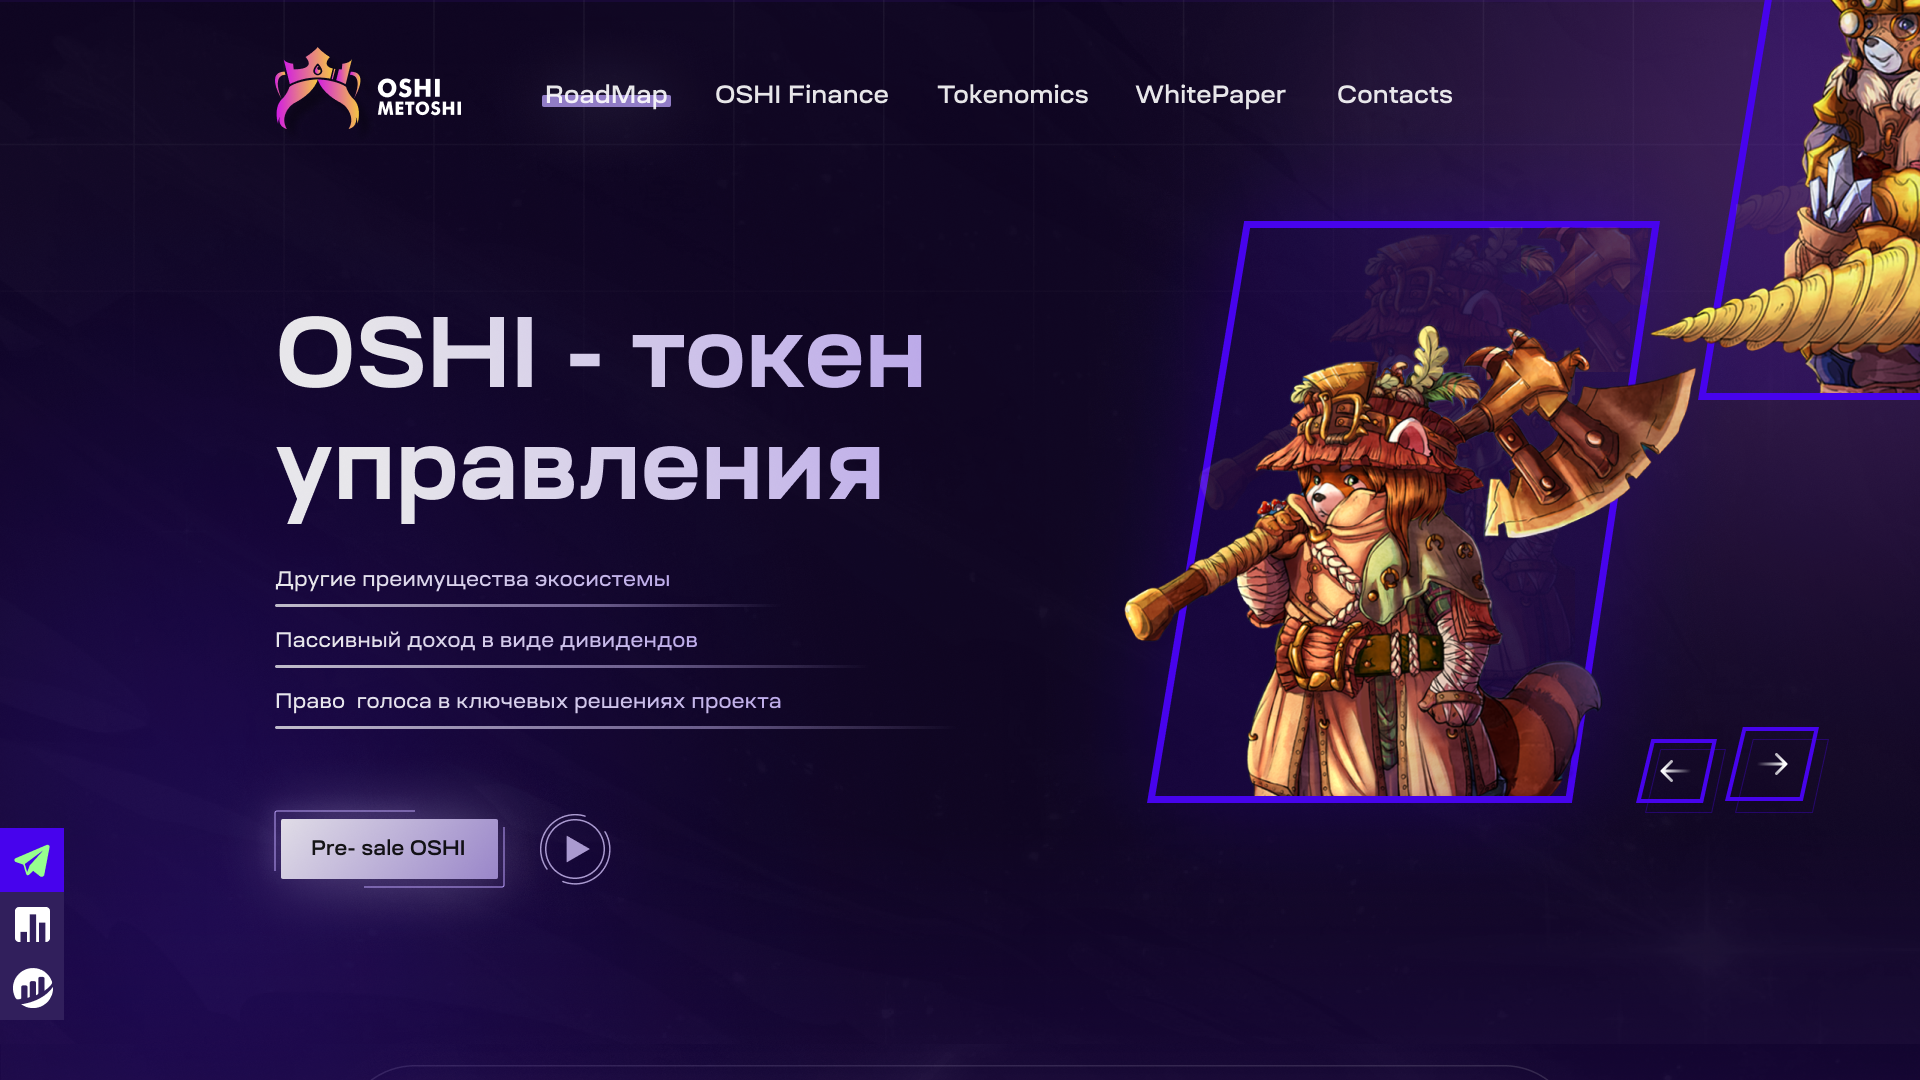 OSHI
METOSHI
RoadMap
OSHI Finance
Tokenomics
WhitePaper
Contacts
OSHI - токен
управления
Другие преимущества экосистемы
Пассивный доход в виде дивидендов
Право  голоса в ключевых решениях проекта
Pre- sale OSHI